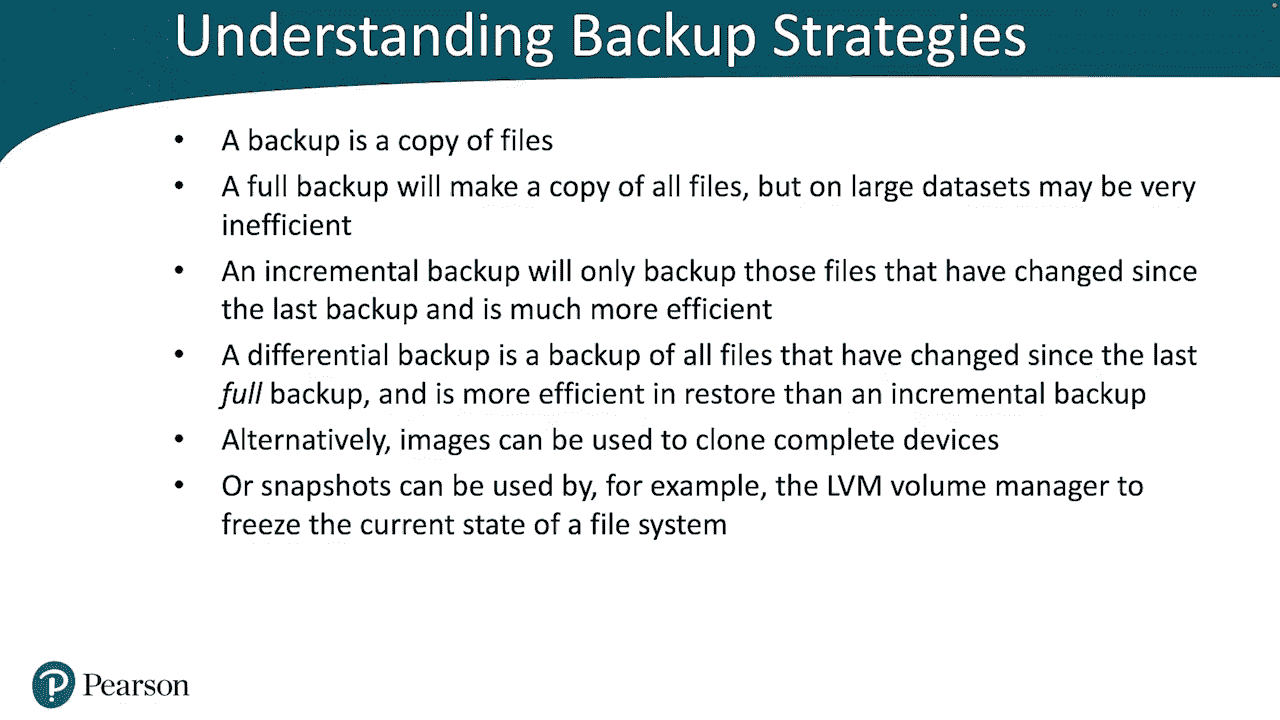 Understanding Backup Strategies
• A backup is a copy of files
• A full backup will make a copy of all files, but on large datasets may be very
inefficient
• An incremental backup will only backup those files that have changed since
the last backup and is much more efficient
• A differential backup is a backup of all files that have changed since the last
full backup, and is more efficient in restore than an incremental backup
• Alternatively, images can be used to clone complete devices
• Or snapshots can be used by, for example, the LVM volume manager to
freeze the current state of a file system
Pearson